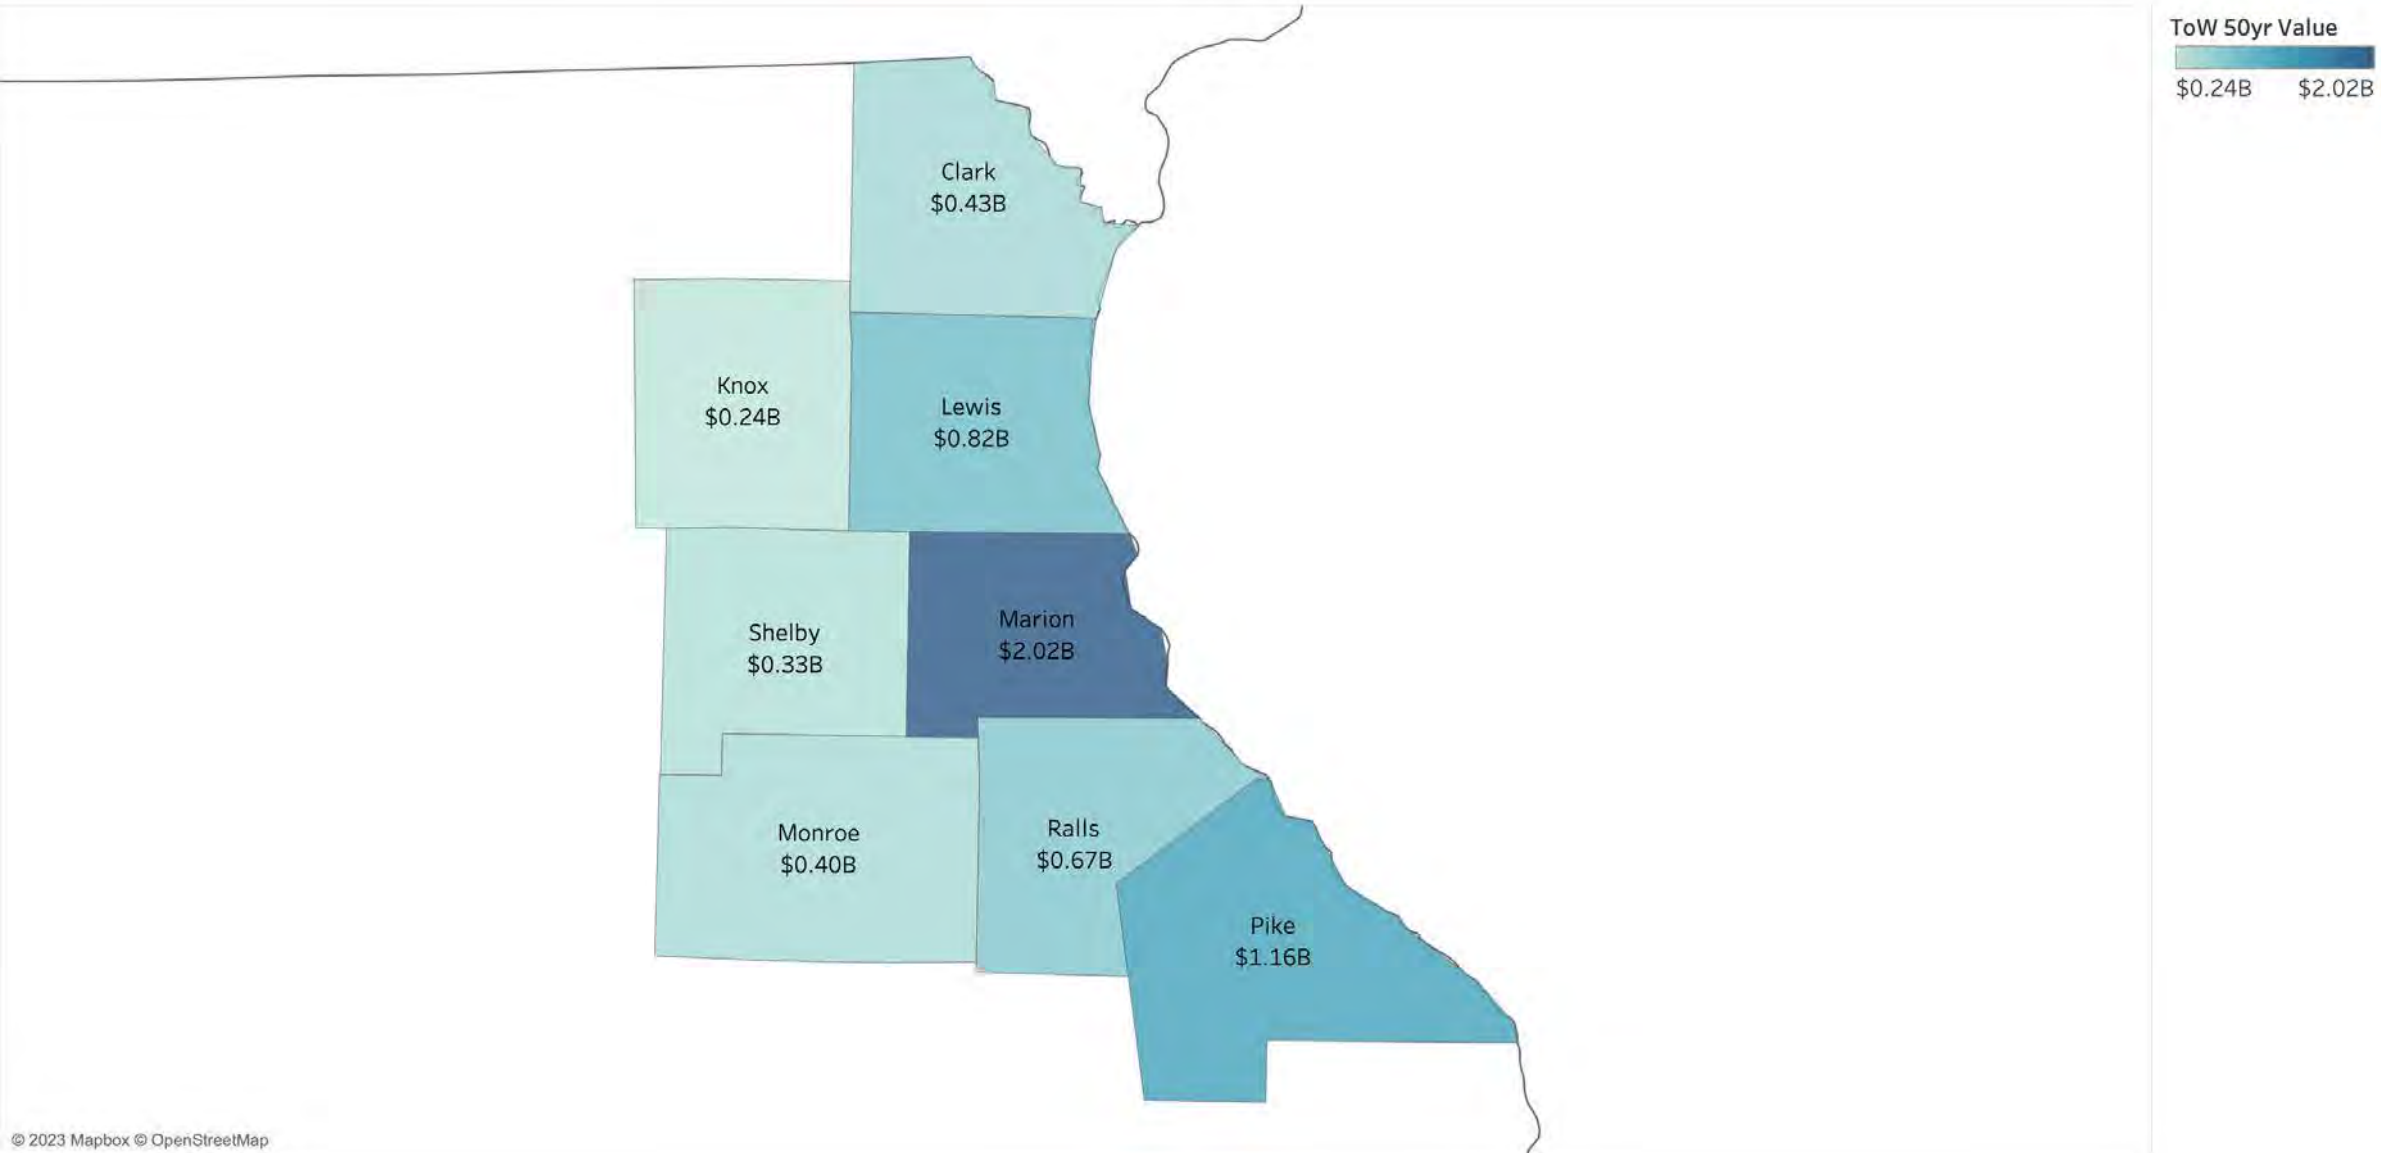 ToW 50yr Value
$0.24B $2.02B
Clark
$0.43B
Knox
$0.24B
Lewis
$0.82B
Shelby
$0.33B
Marion
$2.02B
Monroe
$0.40B
Ralls
$0.67B
Pike
$1.16B
© 2023 Mapbox © OpenStreetMap